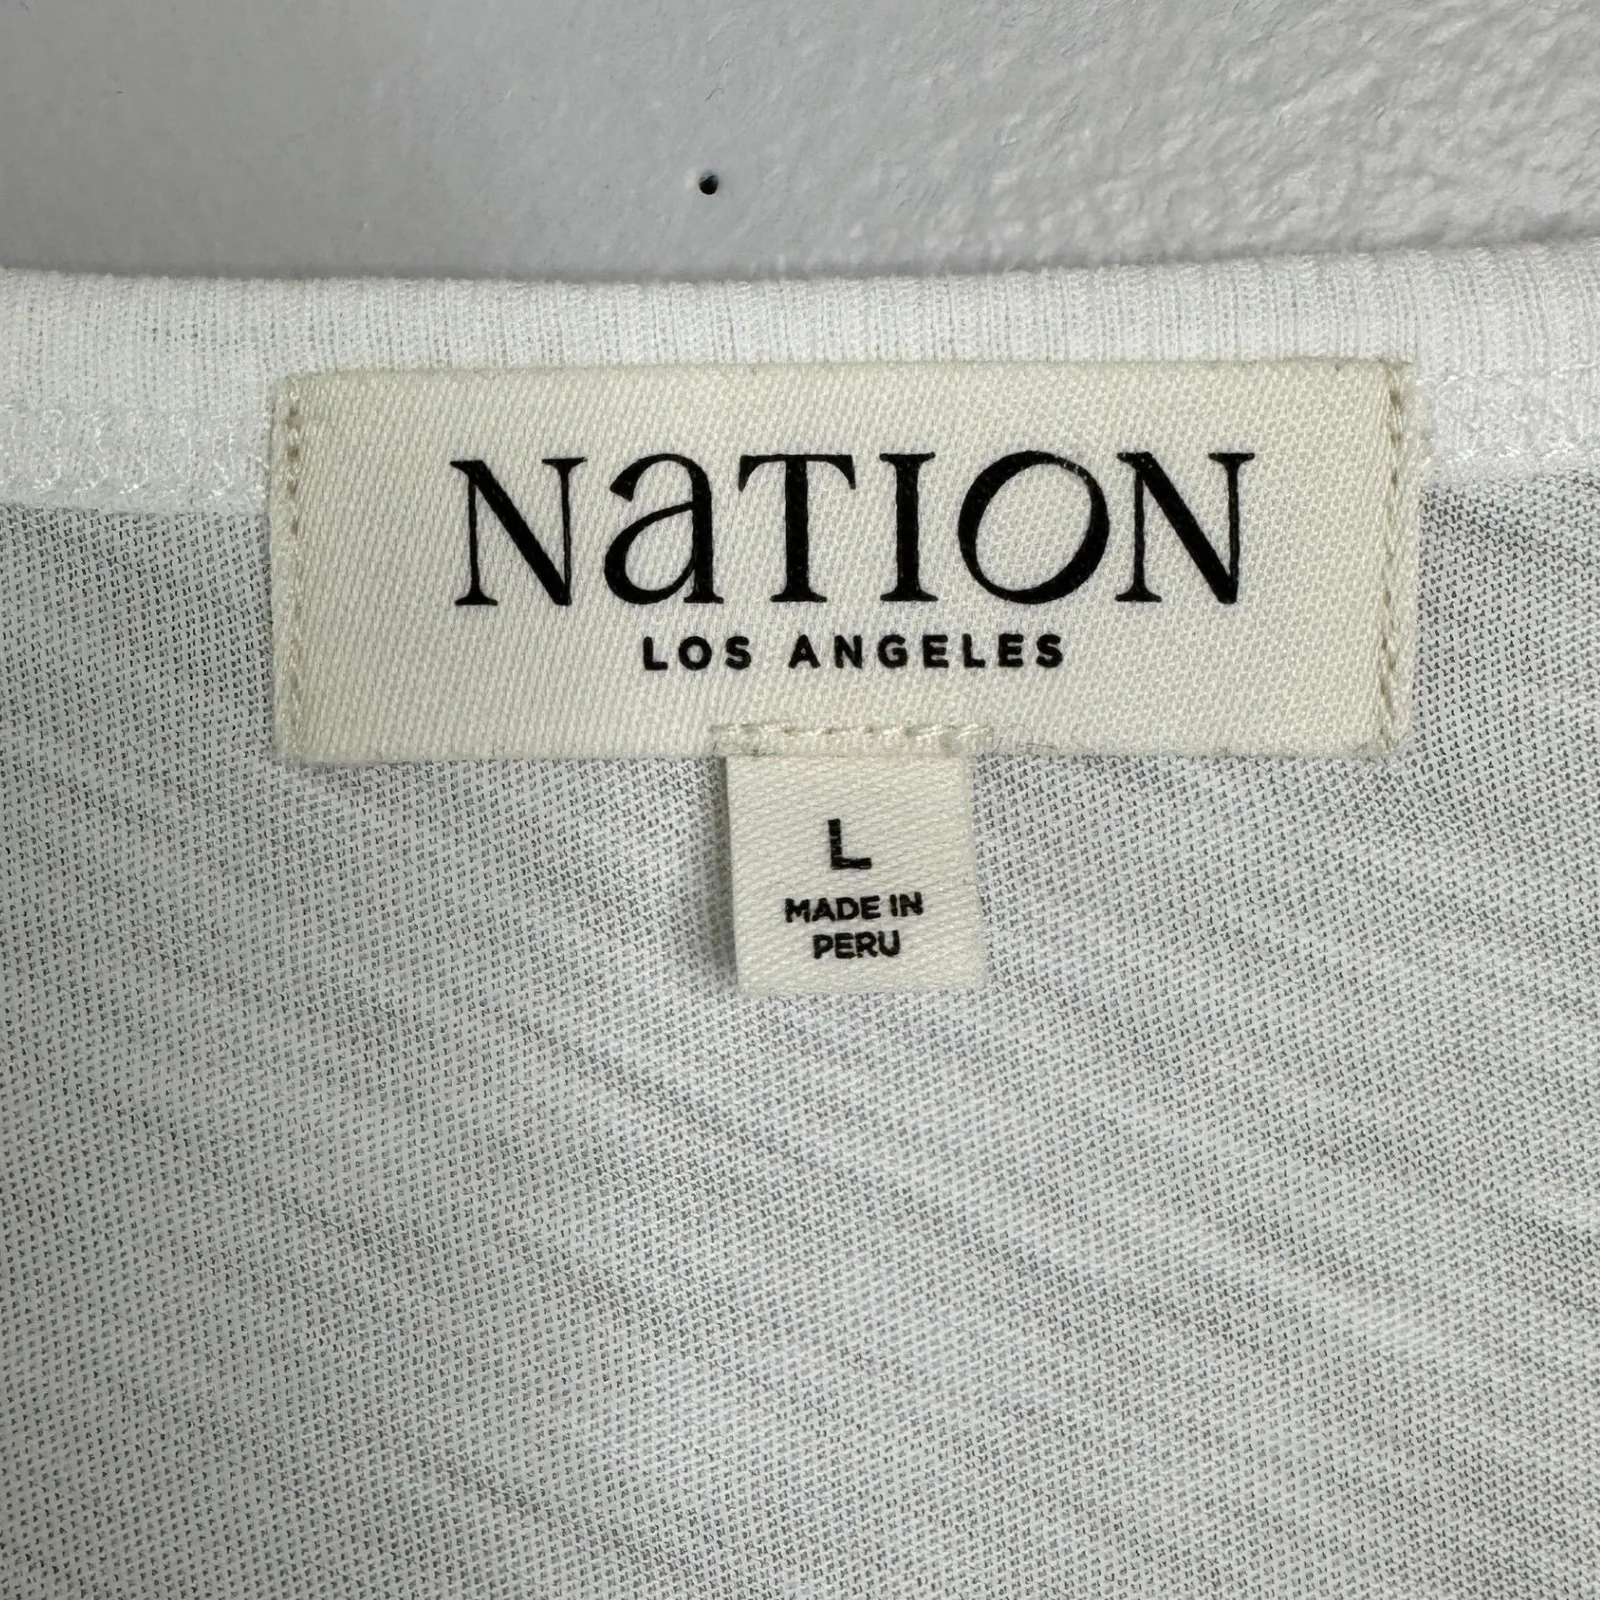 NaTION
LOS ANGELES
L
MADE IN
PERU